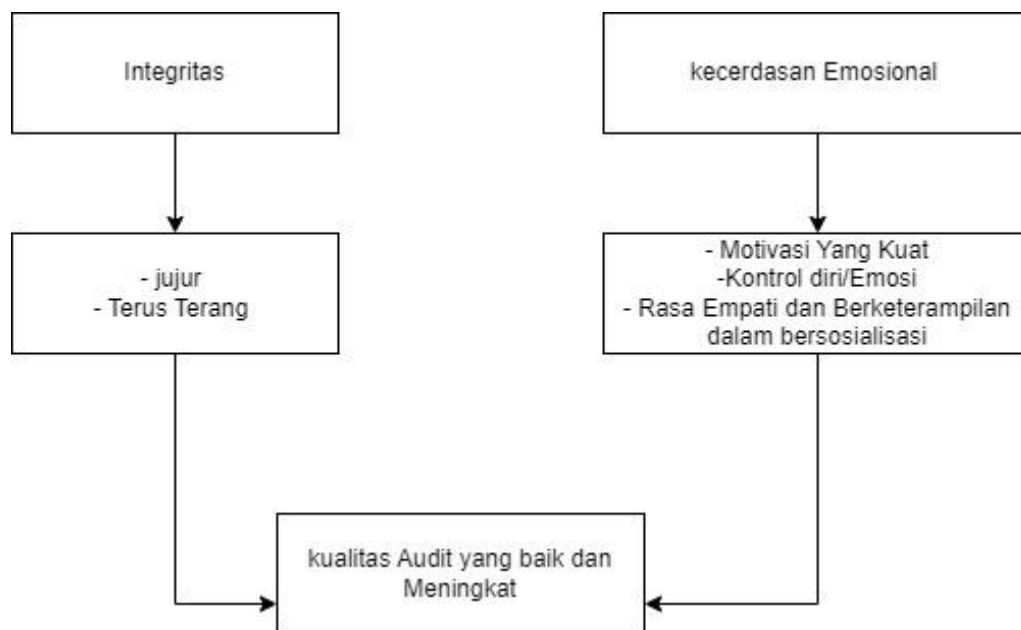 Integritas
kecerdasan Emosional
- jujur
- Terus Terang
- Motivasi Yang Kuat
-Kontrol diri/Emosi
- Rasa Empati dan Berketerampilan
dalam bersosialisasi
kualitas Audit yang baik dan
Meningkat